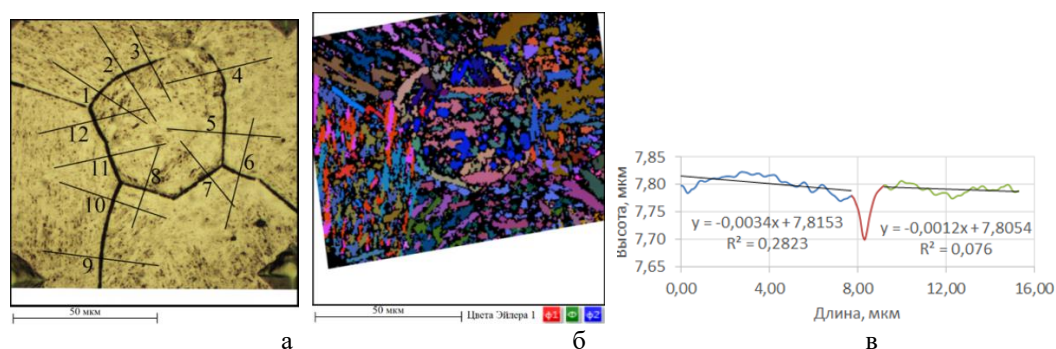 3
2
4
1
12
5
11
8
6
7
10
9
50 мкм
а
50 мкм
Цвета Эйлера 1 φ1 Φ φ2
б
Высота, мкм
7,85
7,80
7,75
7,70
7,65
y = -0,0034x + 7,8153
R² = 0,2823
y = -0,0012x + 7,8054
R² = 0,076
0,00 4,00 8,00 12,00 16,00
Длина, мкм
в